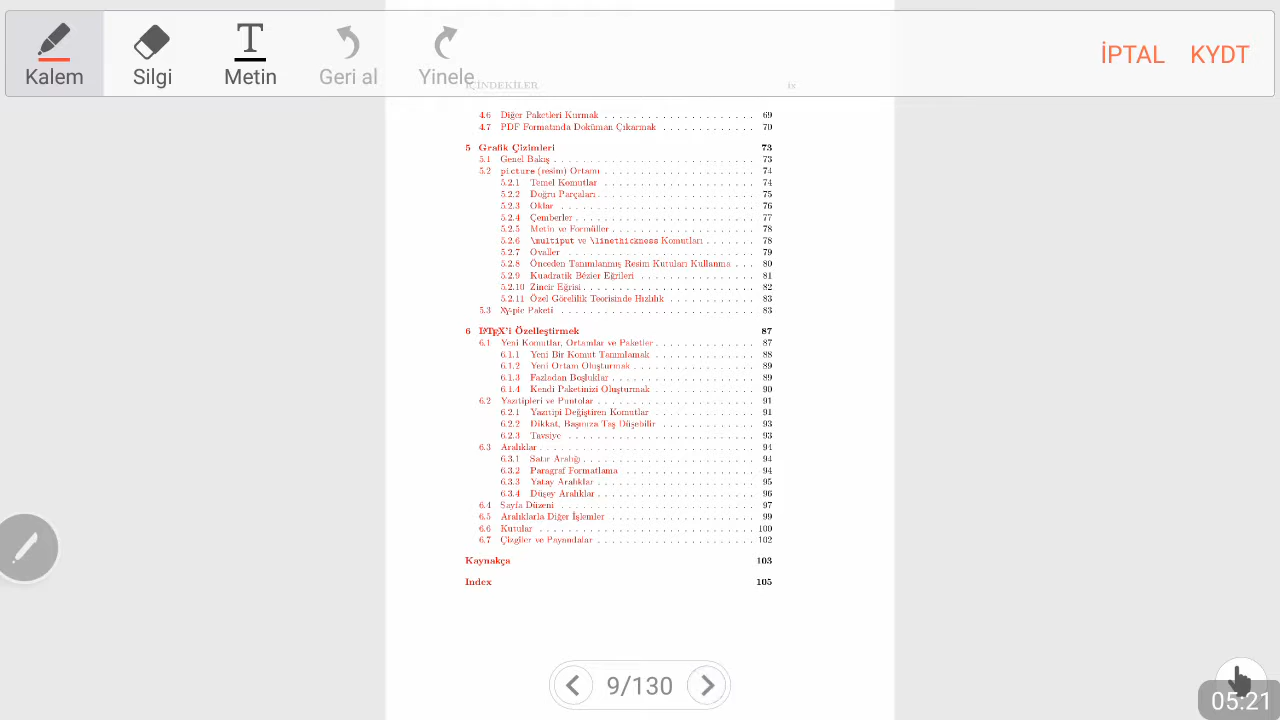 Kalem
Silgi
Metin
Geri al
Yinele
İPTAL
KYDT
İÇİNDEKİLER ix
4.6 Diğer Paketleri Kurmak . . . . . . . . . . . . . . . . . . . . . 69
4.7 PDF Formatında Doküman Çıkarmak . . . . . . . . . . . . . 70
5 Grafik Çizimleri 73
5.1 Genel Bakış . . . . . . . . . . . . . . . . . . . . . . . . . . . . 73
5.2 picture (resim) Ortamı . . . . . . . . . . . . . . . . . . . . . 74
5.2.1 Temel Komutlar . . . . . . . . . . . . . . . . . . . . . . 74
5.2.2 Doğru Parçaları . . . . . . . . . . . . . . . . . . . . . . 75
5.2.3 Oklar . . . . . . . . . . . . . . . . . . . . . . . . . . . 76
5.2.4 Çemberler . . . . . . . . . . . . . . . . . . . . . . . . . 77
5.2.5 Metin ve Formüller . . . . . . . . . . . . . . . . . . . . 78
5.2.6 \multiput ve \linethickness Komutları . . . . . . . 78
5.2.7 Ovaller . . . . . . . . . . . . . . . . . . . . . . . . . . 79
5.2.8 Önceden Tanımlanmış Resim Kutuları Kullanma . . . 80
5.2.9 Kuadratik Bézier Eğrileri . . . . . . . . . . . . . . . . 81
5.2.10 Zincir Eğrisi . . . . . . . . . . . . . . . . . . . . . . . . 82
5.2.11 Özel Görelilik Teorisinde Hızlılık . . . . . . . . . . . . 83
5.3 XY-pic Paketi . . . . . . . . . . . . . . . . . . . . . . . . . . . 83
6 LATEX'i Özelleştirmek 87
6.1 Yeni Komutlar, Ortamlar ve Paketler . . . . . . . . . . . . . . 87
6.1.1 Yeni Bir Komut Tanımlamak . . . . . . . . . . . . . . 88
6.1.2 Yeni Ortam Oluşturmak . . . . . . . . . . . . . . . . . 89
6.1.3 Fazladan Boşluklar . . . . . . . . . . . . . . . . . . . . 89
6.1.4 Kendi Paketinizi Oluşturmak . . . . . . . . . . . . . . 90
6.2 Yazıtipleri ve Puntolar . . . . . . . . . . . . . . . . . . . . . . 91
6.2.1 Yazıtipi Değiştiren Komutlar . . . . . . . . . . . . . . 91
6.2.2 Dikkat, Başınıza Taş Düşebilir . . . . . . . . . . . . . . 93
6.2.3 Tavsiye . . . . . . . . . . . . . . . . . . . . . . . . . . 93
6.3 Aralıklar . . . . . . . . . . . . . . . . . . . . . . . . . . . . . . 94
6.3.1 Satır Aralığı . . . . . . . . . . . . . . . . . . . . . . . . 94
6.3.2 Paragraf Formatlama . . . . . . . . . . . . . . . . . . 94
6.3.3 Yatay Aralıklar . . . . . . . . . . . . . . . . . . . . . . 95
6.3.4 Düşey Aralıklar . . . . . . . . . . . . . . . . . . . . . . 96
6.4 Sayfa Düzeni . . . . . . . . . . . . . . . . . . . . . . . . . . . 97
6.5 Aralıklarla Diğer İşlemler . . . . . . . . . . . . . . . . . . . . 99
6.6 Kutular . . . . . . . . . . . . . . . . . . . . . . . . . . . . . . 100
6.7 Çizgiler ve Payandalar . . . . . . . . . . . . . . . . . . . . . . 102
Kaynakça 103
Index 105
9/130
05:21